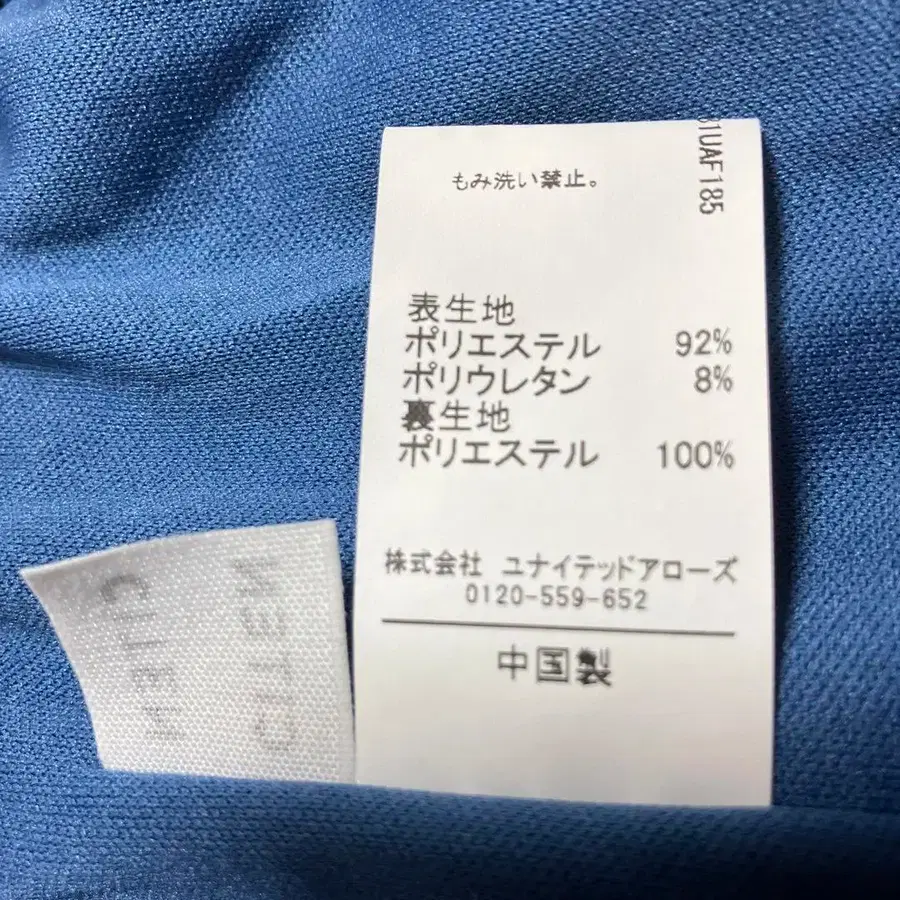 もみ洗い禁止。
表生地
ポリエステル 92%
ポリウレタン 8%
裏生地
ポリエステル 100%
株式会社 ユナイテッドアローズ
0120-559-652
中国製